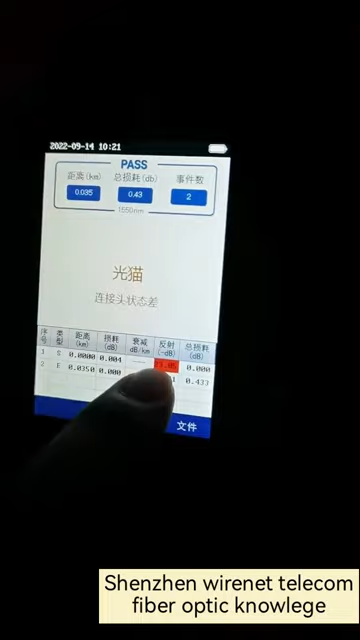 2022-09-14 10:21
PASS
距离(km) 总损耗(db) 事件数
0.035 0.43 2
1550nm
光猫
连接头状态差
序号 类型 距离(km) 损耗(dB) 衰减dB/km 反射(-dB) 总损耗(dB)
1 S 0.0000 0.004 0.000
2 E 0.0350 0.000 0.433
文件
Shenzhen wirenet telecom
fiber optic knowlege